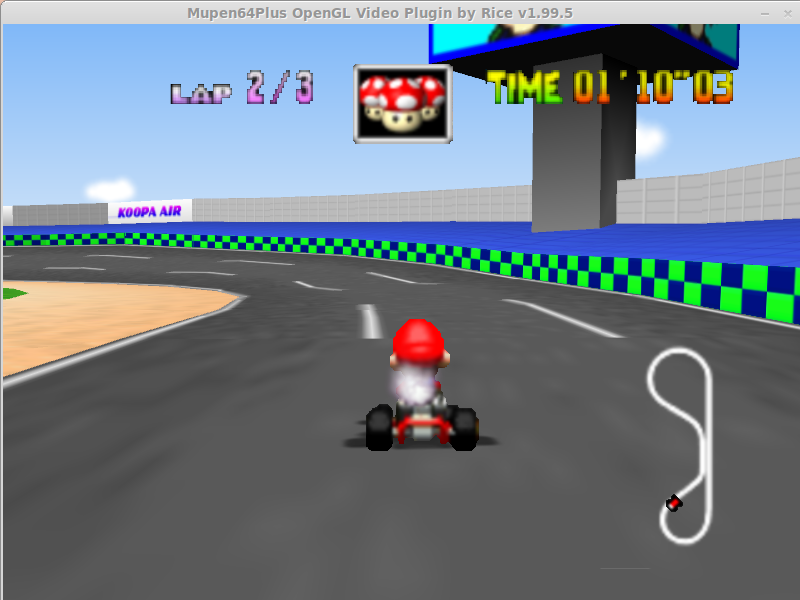 Mupen64Plus OpenGL Video Plugin by Rice v1.99.5
LAP 2/3
TIME 01'10"03
KOOPA AIR